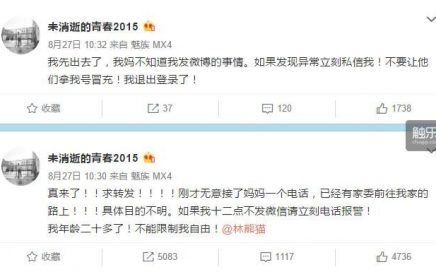 未消逝的青春2015
8月27日 10:32 来自 魅族 MX4
我先出去了，我妈不知道我发微博的事情。如果发现异常立刻私信我！不要让他
们拿我号冒充！我退出登录了！
收藏 37 120 1738
触乐
chuapp.com
未消逝的青春2015
8月27日 10:30 来自 魅族 MX4
真来了！！求转发！！！！刚才无意接了妈妈一个电话，已经有家委前往我家的
路上！！！具体目的不明。如果我十二点不发微博请立刻电话报警！
我年龄二十多了！不能限制我自由！@林熊猫
收藏 5083 1117 4736